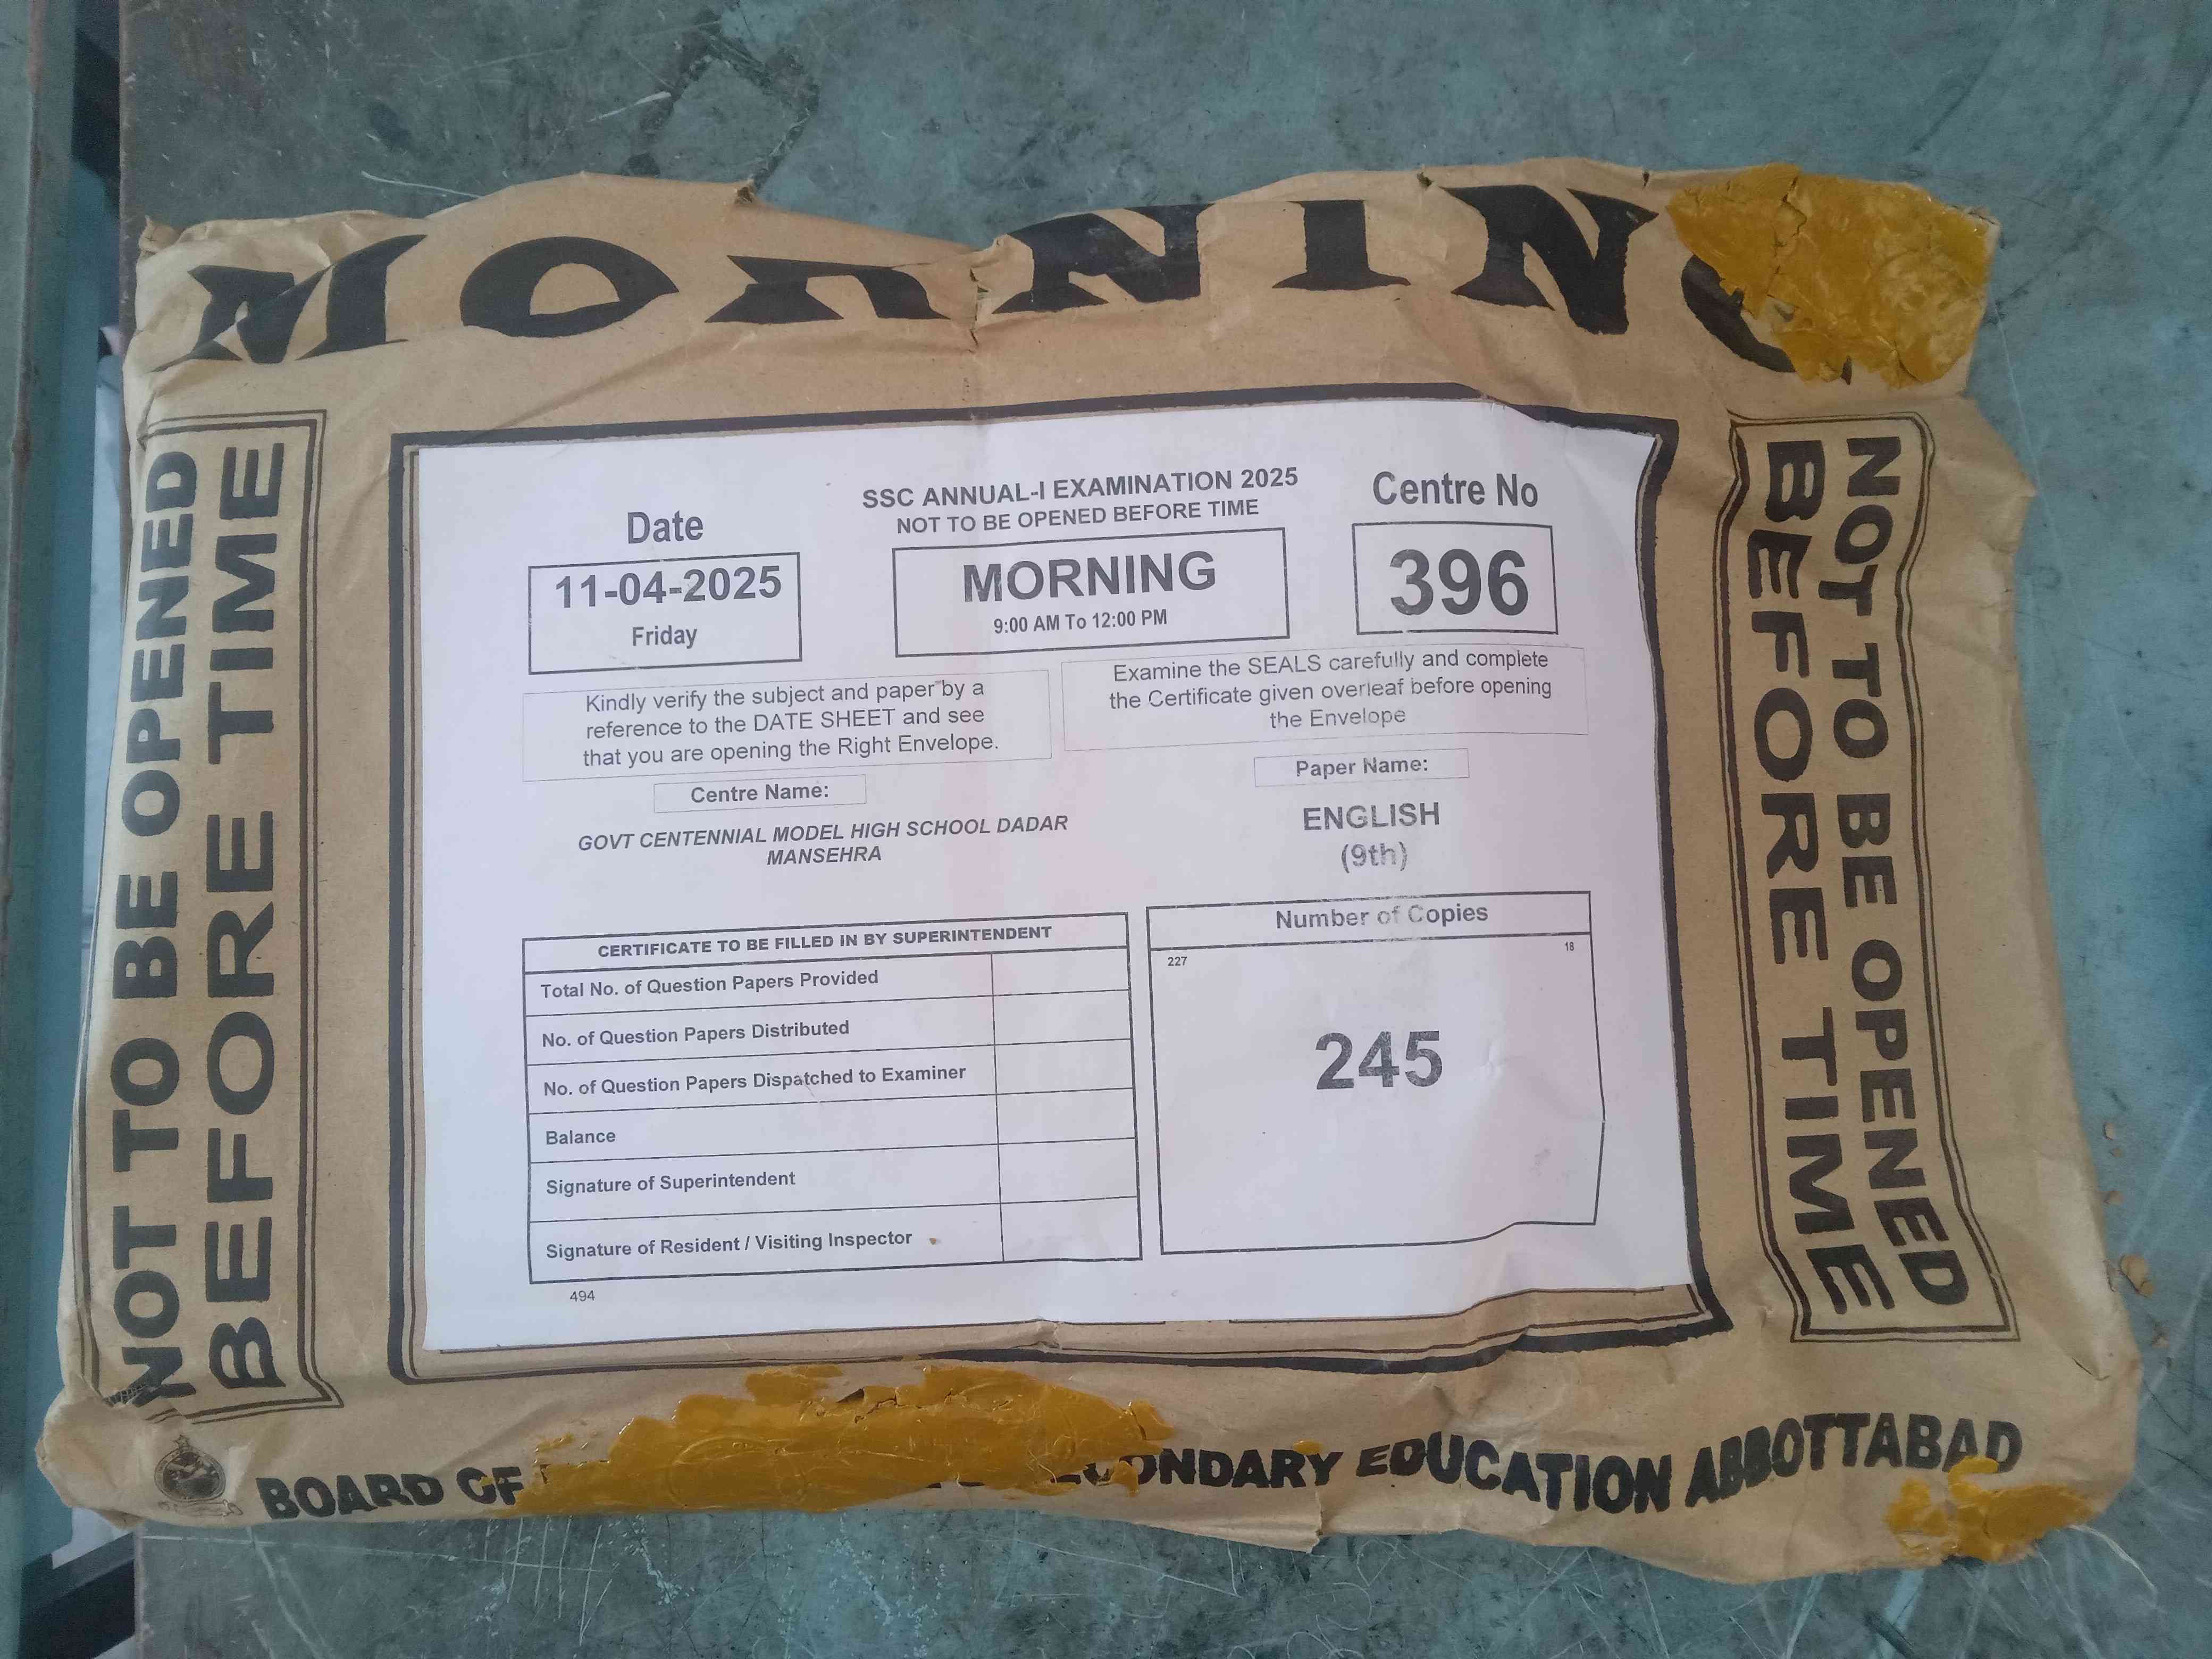 MORNING
NOT TO BE OPENED
BEFORE TIME
Date
11-04-2025
Friday
SSC ANNUAL-I EXAMINATION 2025
NOT TO BE OPENED BEFORE TIME
MORNING
9:00 AM To 12:00 PM
Centre No
396
Kindly verify the subject and paper by a
reference to the DATE SHEET and see
that you are opening the Right Envelope.
Examine the SEALS carefully and complete
the Certificate given overleaf before opening
the Envelope
Centre Name:
GOVT CENTENNIAL MODEL HIGH SCHOOL DADAR
MANSEHRA
Paper Name:
ENGLISH
(9th)
CERTIFICATE TO BE FILLED IN BY SUPERINTENDENT
Total No. of Question Papers Provided
No. of Question Papers Distributed
No. of Question Papers Dispatched to Examiner
Balance
Signature of Superintendent
Signature of Resident / Visiting Inspector
494
Number of Copies
227
18
245
NOT TO BE OPENED
BEFORE TIME
BOARD OF SECONDARY EDUCATION ABBOTTABAD